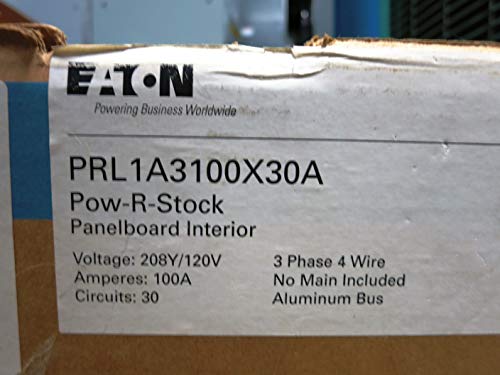 EATON
Powering Business Worldwide
PRL1A3100X30A
Pow-R-Stock
Panelboard Interior
Voltage: 208Y/120V
Amperes: 100A
Circuits: 30
3 Phase 4 Wire
No Main Included
Aluminum Bus